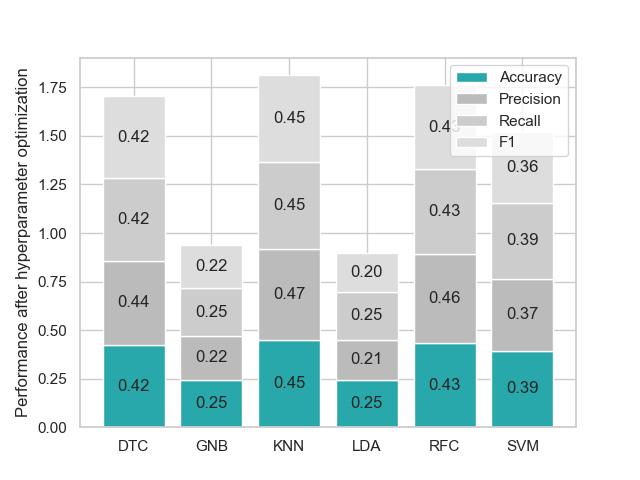 Performance after hyperparameter optimization
1.75
1.50
1.25
1.00
0.75
0.50
0.25
0.00
Accuracy
Precision
Recall
F1
0.42 0.45 0.43 0.36
0.42 0.22 0.45 0.20 0.43 0.39
0.44 0.25 0.47 0.25 0.46 0.37
0.22 0.21
0.42 0.25 0.45 0.25 0.43 0.39
DTC GNB KNN LDA RFC SVM